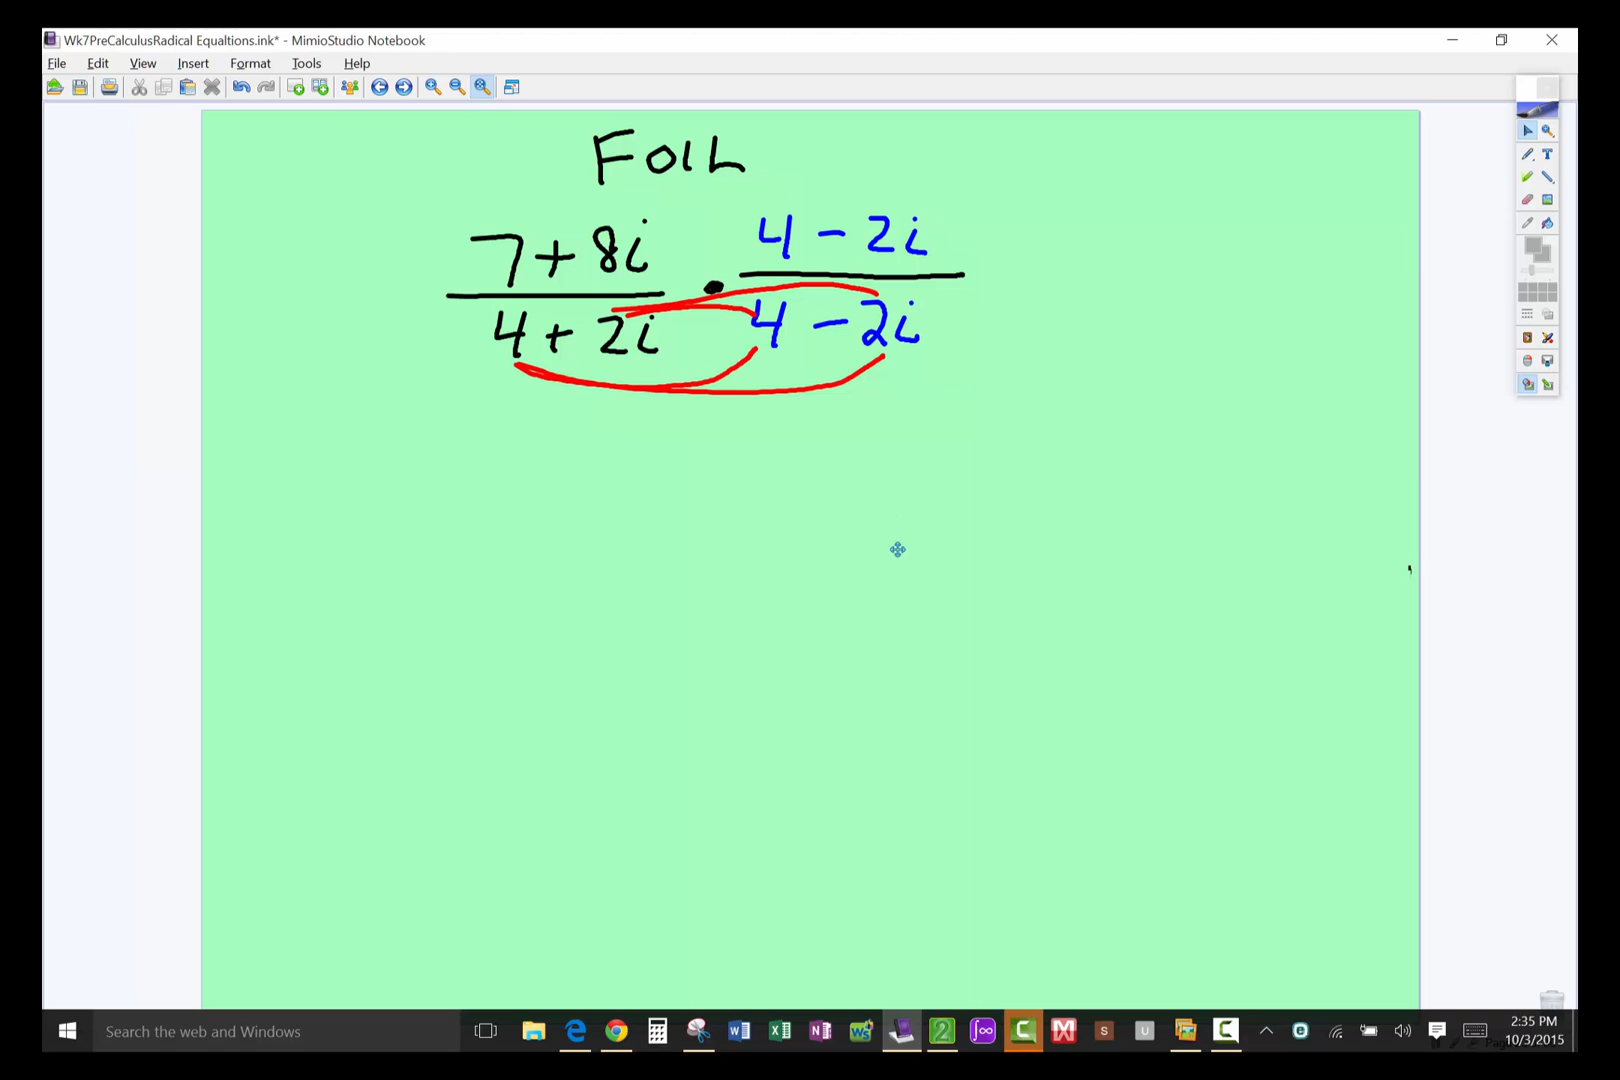 Wk7PreCalculusRadical Equaltions.ink* - MimioStudio Notebook
File Edit View Insert Format Tools Help
FOIL
7 + 8i
4 + 2i
·
4 - 2i
4 - 2i
Search the web and Windows
2:35 PM
10/3/2015